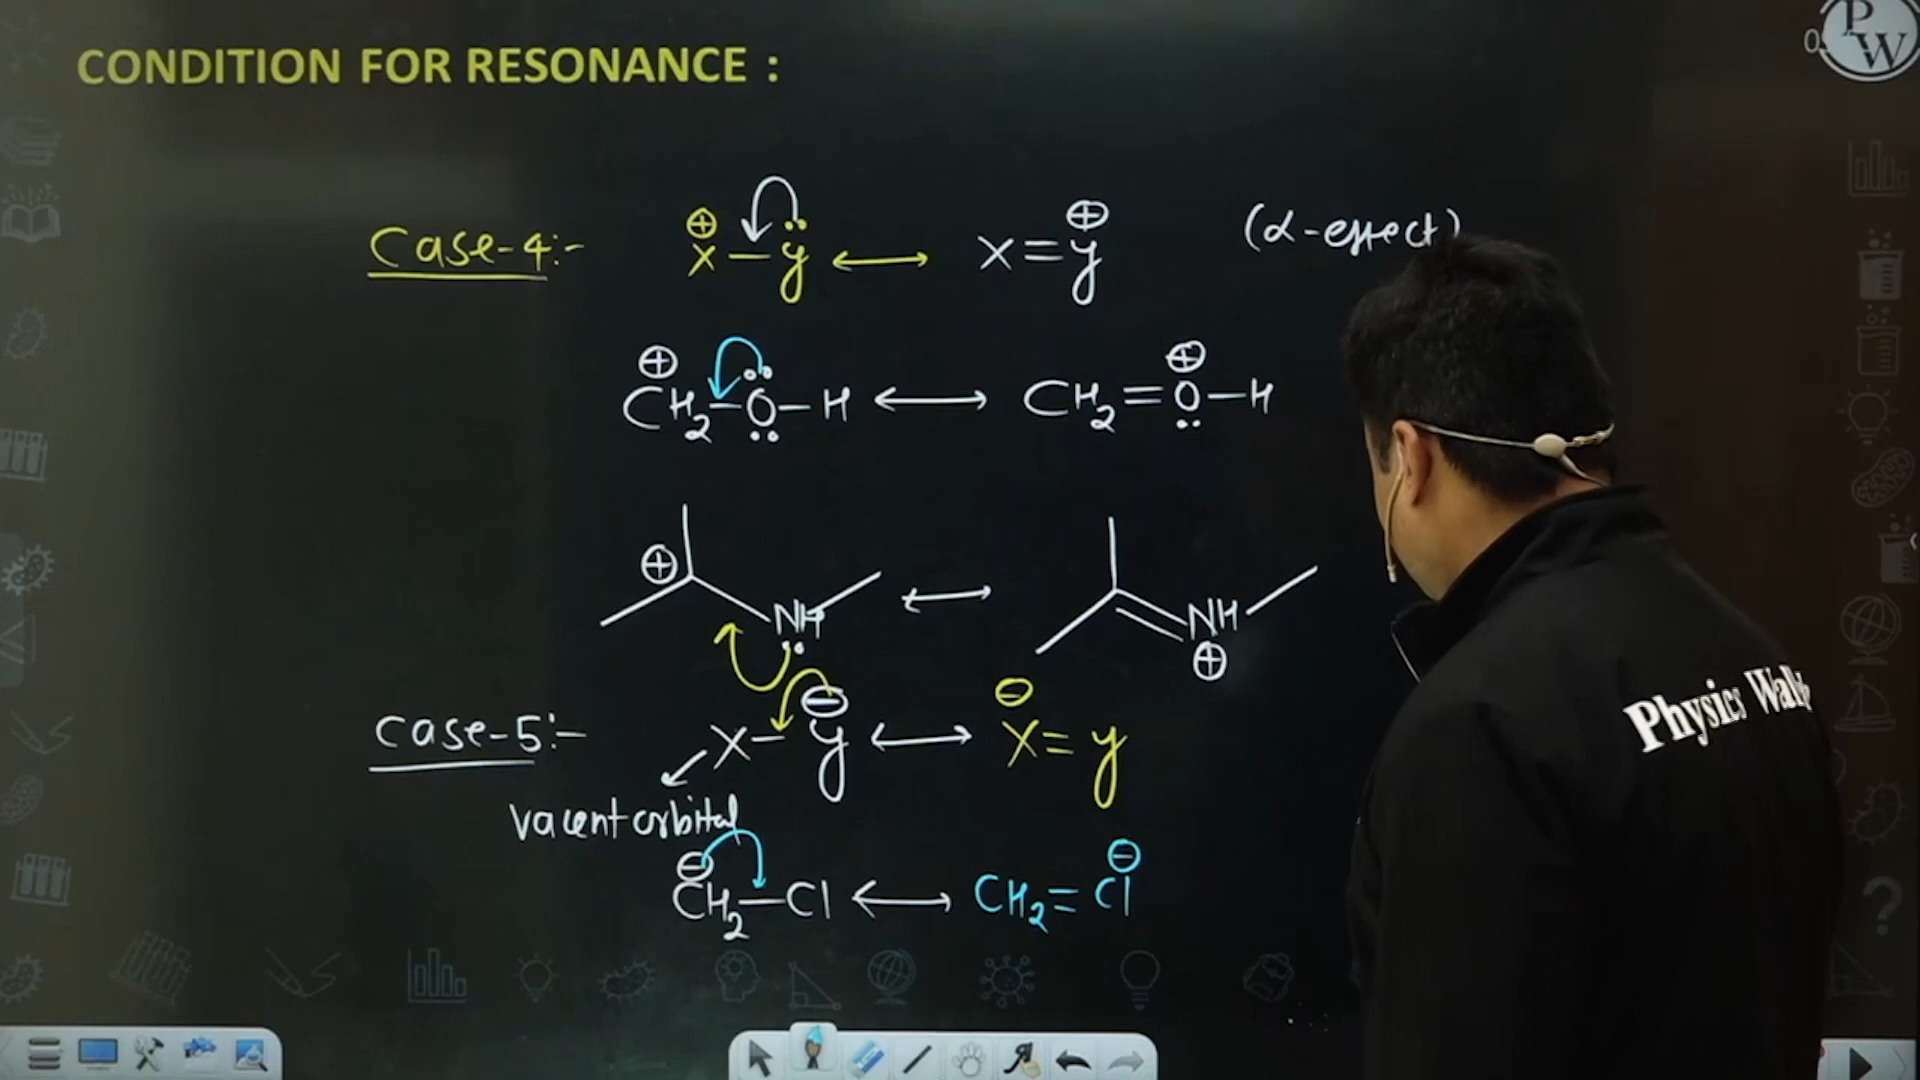 PW
CONDITION FOR RESONANCE :
Case-4:- ⊕ x – ÿ ⟷ x = y ⊕ (α-effect)
⊕ CH2 – Ö – H ⟷ CH2 = O ⊕ – H
⊕ NH ⟷ NH ⊕
Case-5:- x – y ⊖ ⟷ ⊖ x = y
vacent orbital
⊖ CH2 – Cl ⟷ CH2 = Cl ⊖
Physics Wall